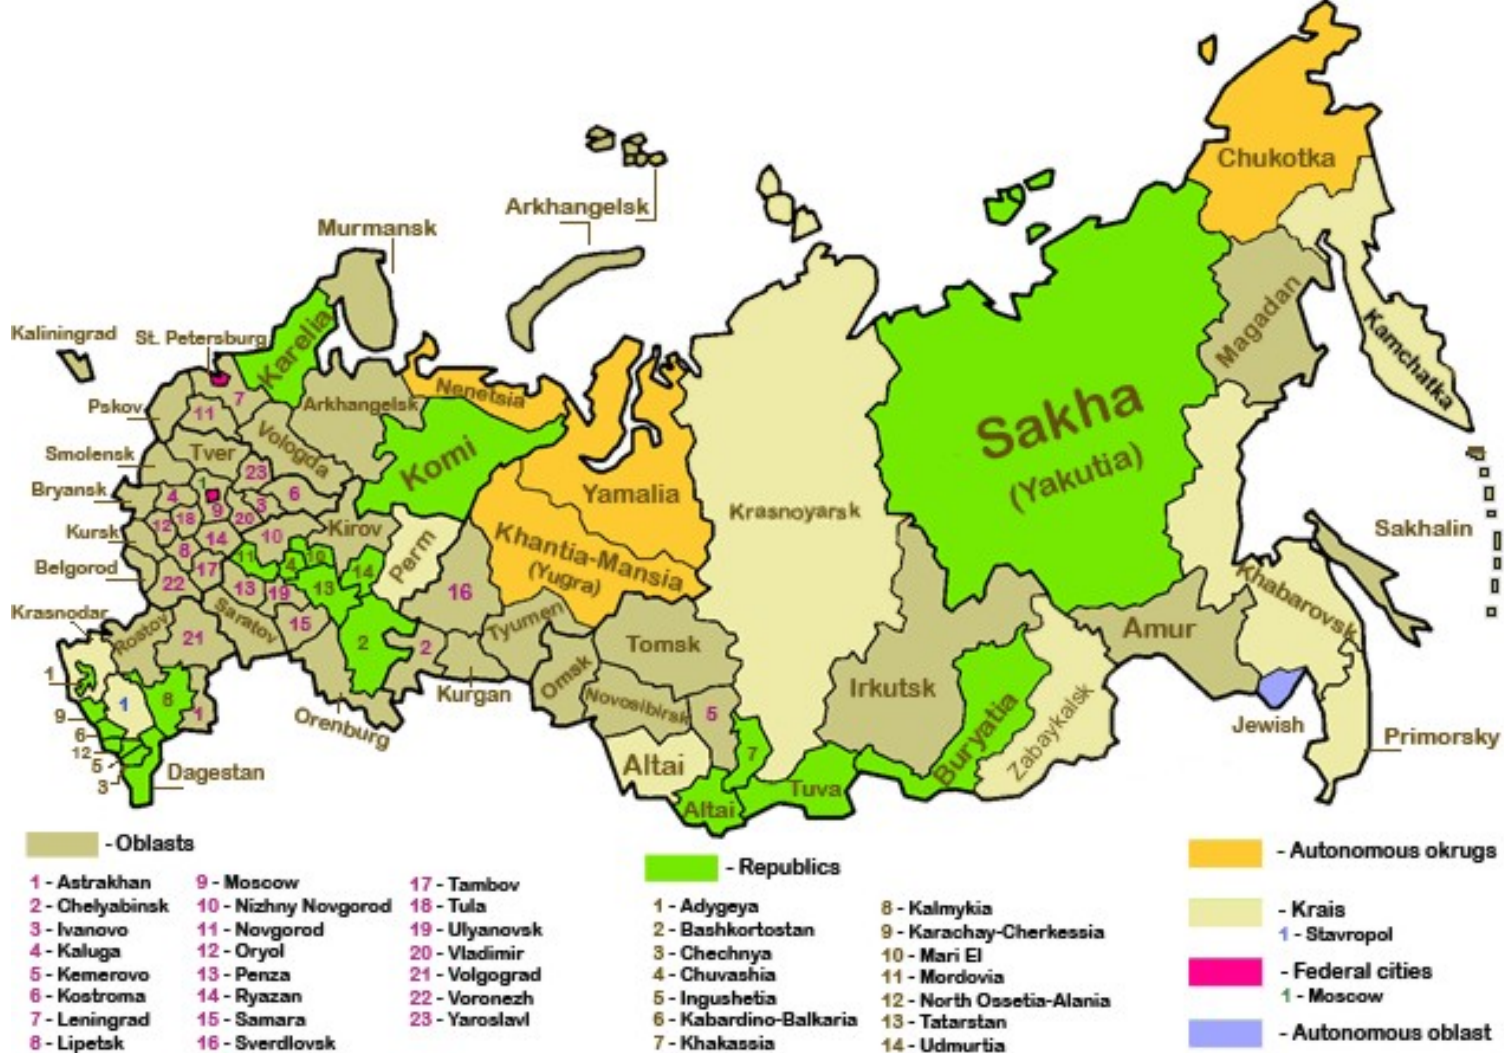 Chukotka
Arkhangelsk
Murmansk
Kaliningrad
St. Petersburg
Karelia
Magadan
Kamchatka
Nenetsia
Pskov
7
11
Arkhangelsk
Sakha
(Yakutia)
Vologda
Komi
Smolensk
Tver
23
Bryansk
4
1
9
3
6
Yamalia
Krasnoyarsk
Sakhalin
Kursk
12
18
20
14
10
Kirov
Perm
Khantia-Mansia
(Yugra)
Belgorod
8
17
11
4
10
14
22
13
19
13
16
Khabarovsk
Krasnodar
Rostov
21
Saratov
15
2
2
Tyumen
Tomsk
Amur
1
1
8
1
Kurgan
Omsk
Novosibirsk
5
Irkutsk
Buryatia
Zabaykalsk
Jewish
Primorsky
9
6
12
5
3
Orenburg
Dagestan
Altai
7
Altai
Tuva
- Oblasts
1 - Astrakhan
2 - Chelyabinsk
3 - Ivanovo
4 - Kaluga
5 - Kemerovo
6 - Kostroma
7 - Leningrad
8 - Lipetsk
9 - Moscow
10 - Nizhny Novgorod
11 - Novgorod
12 - Oryol
13 - Penza
14 - Ryazan
15 - Samara
16 - Sverdlovsk
17 - Tambov
18 - Tula
19 - Ulyanovsk
20 - Vladimir
21 - Volgograd
22 - Voronezh
23 - Yaroslavl
- Republics
1 - Adygeya
2 - Bashkortostan
3 - Chechnya
4 - Chuvashia
5 - Ingushetia
6 - Kabardino-Balkaria
7 - Khakassia
8 - Kalmykia
9 - Karachay-Cherkessia
10 - Mari El
11 - Mordovia
12 - North Ossetia-Alania
13 - Tatarstan
14 - Udmurtia
- Autonomous okrugs
- Krais
1 - Stavropol
- Federal cities
1 - Moscow
- Autonomous oblast